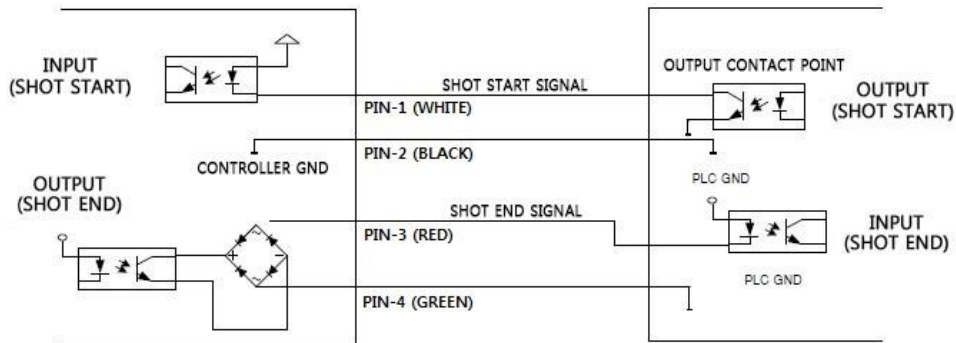 INPUT
(SHOT START)
SHOT START SIGNAL
PIN-1 (WHITE)
OUTPUT CONTACT POINT
OUTPUT
(SHOT START)
CONTROLLER GND
PIN-2 (BLACK)
PLC GND
OUTPUT
(SHOT END)
SHOT END SIGNAL
PIN-3 (RED)
INPUT
(SHOT END)
+
~
-
~
PLC GND
PIN-4 (GREEN)